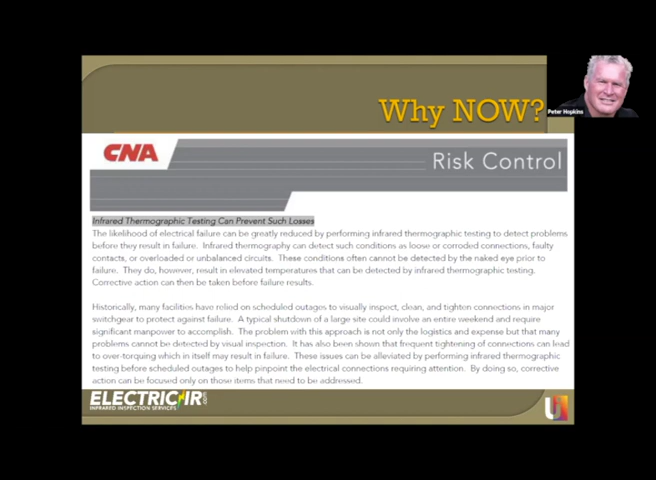 Why NOW?
Peter Hopkins
CNA
Risk Control
Infrared Thermographic Testing Can Prevent Such Losses
The likelihood of electrical failure can be greatly reduced by performing infrared thermographic testing to detect problems
before they result in failure. Infrared thermography can detect such conditions as loose or corroded connections, faulty
contacts, or overloaded or unbalanced circuits. These conditions often cannot be detected by the naked eye prior to
failure. They do, however, result in elevated temperatures that can be detected by infrared thermographic testing.
Corrective action can then be taken before failure results.
Historically, many facilities have relied on scheduled outages to visually inspect, clean, and tighten connections in major
switchgear to protect against failure. A typical shutdown of a large site could involve an entire weekend and require
significant manpower to accomplish. The problem with this approach is not only the logistics and expense but that many
problems cannot be detected by visual inspection. It has also been shown that frequent tightening of connections can lead
to over-torquing which in itself may result in failure. These issues can be alleviated by performing infrared thermographic
testing before scheduled outages to help pinpoint the electrical connections requiring attention. By doing so, corrective
action can be focused only on those items that need to be addressed.
ELECTRIC IR.com
INFRARED INSPECTION SERVICES
U